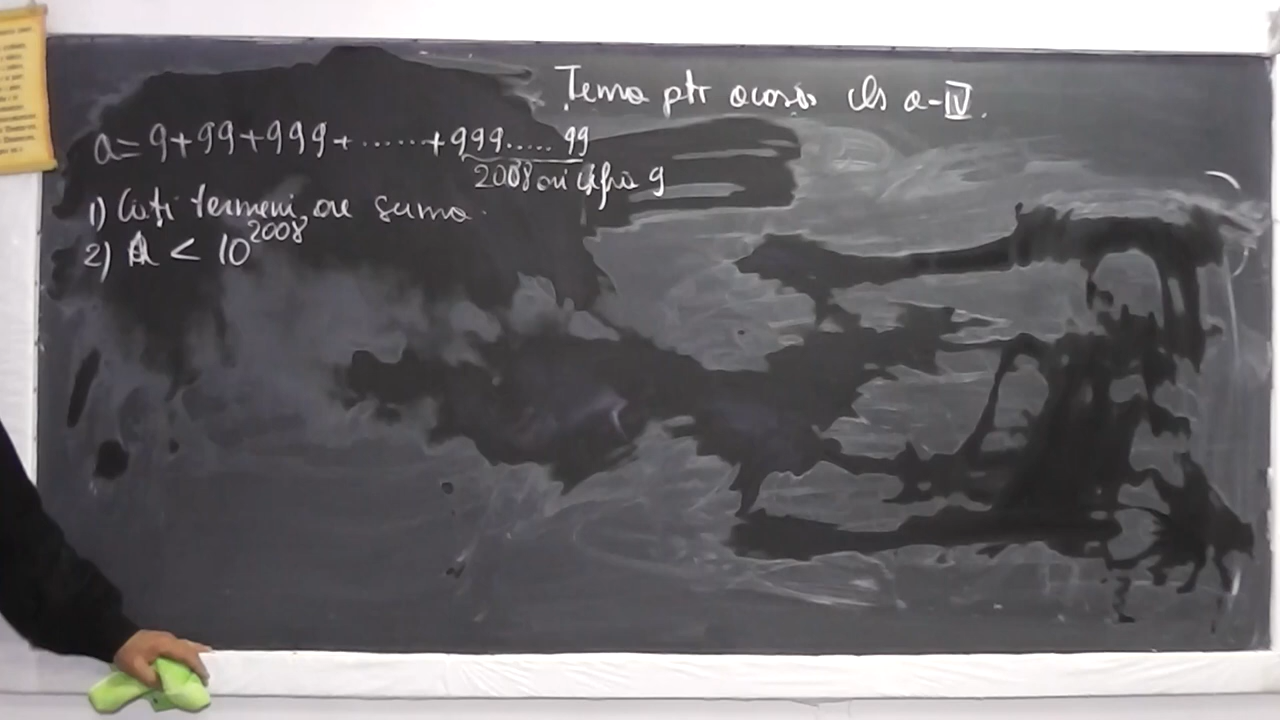 Tema ptr acasă cls a-IV.
a=9+99+999+......+999.....99
2008 ori cifra 9
1) Câți termeni are suma.
2) A < 10^2008